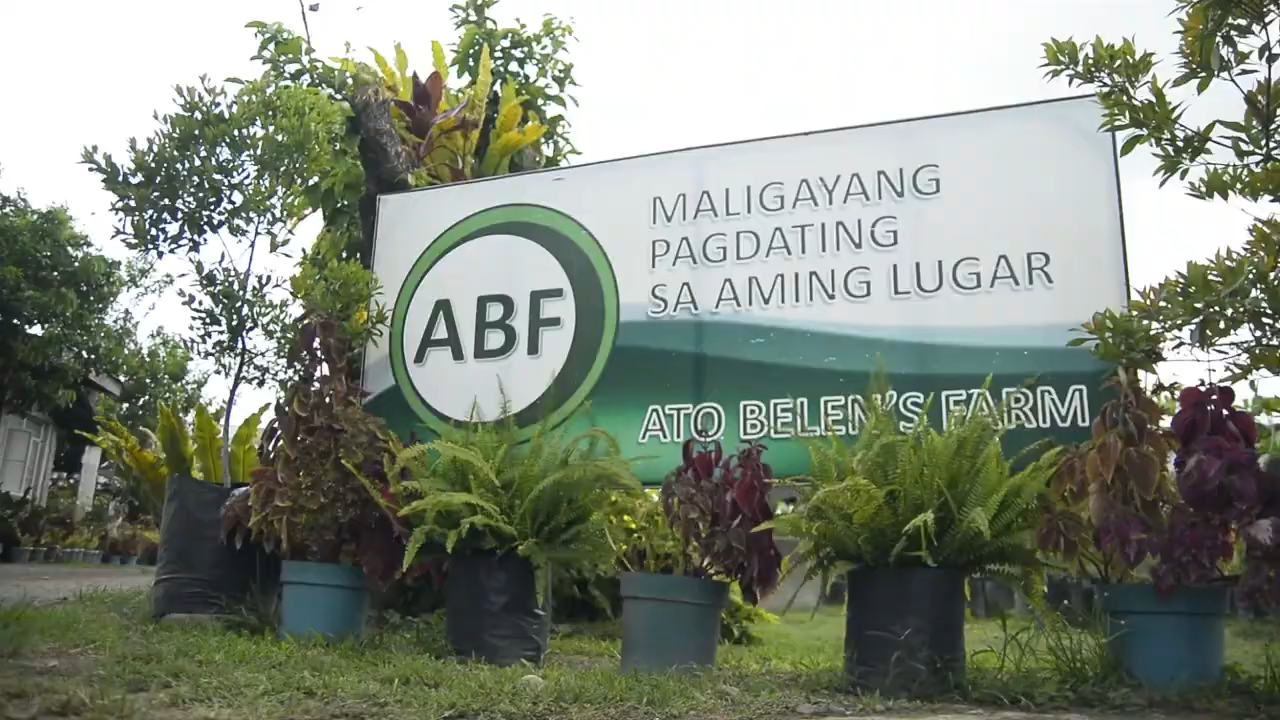 ABF
MALIGAYANG
PAGDATING
SA AMING LUGAR
ATO BELEN'S FARM